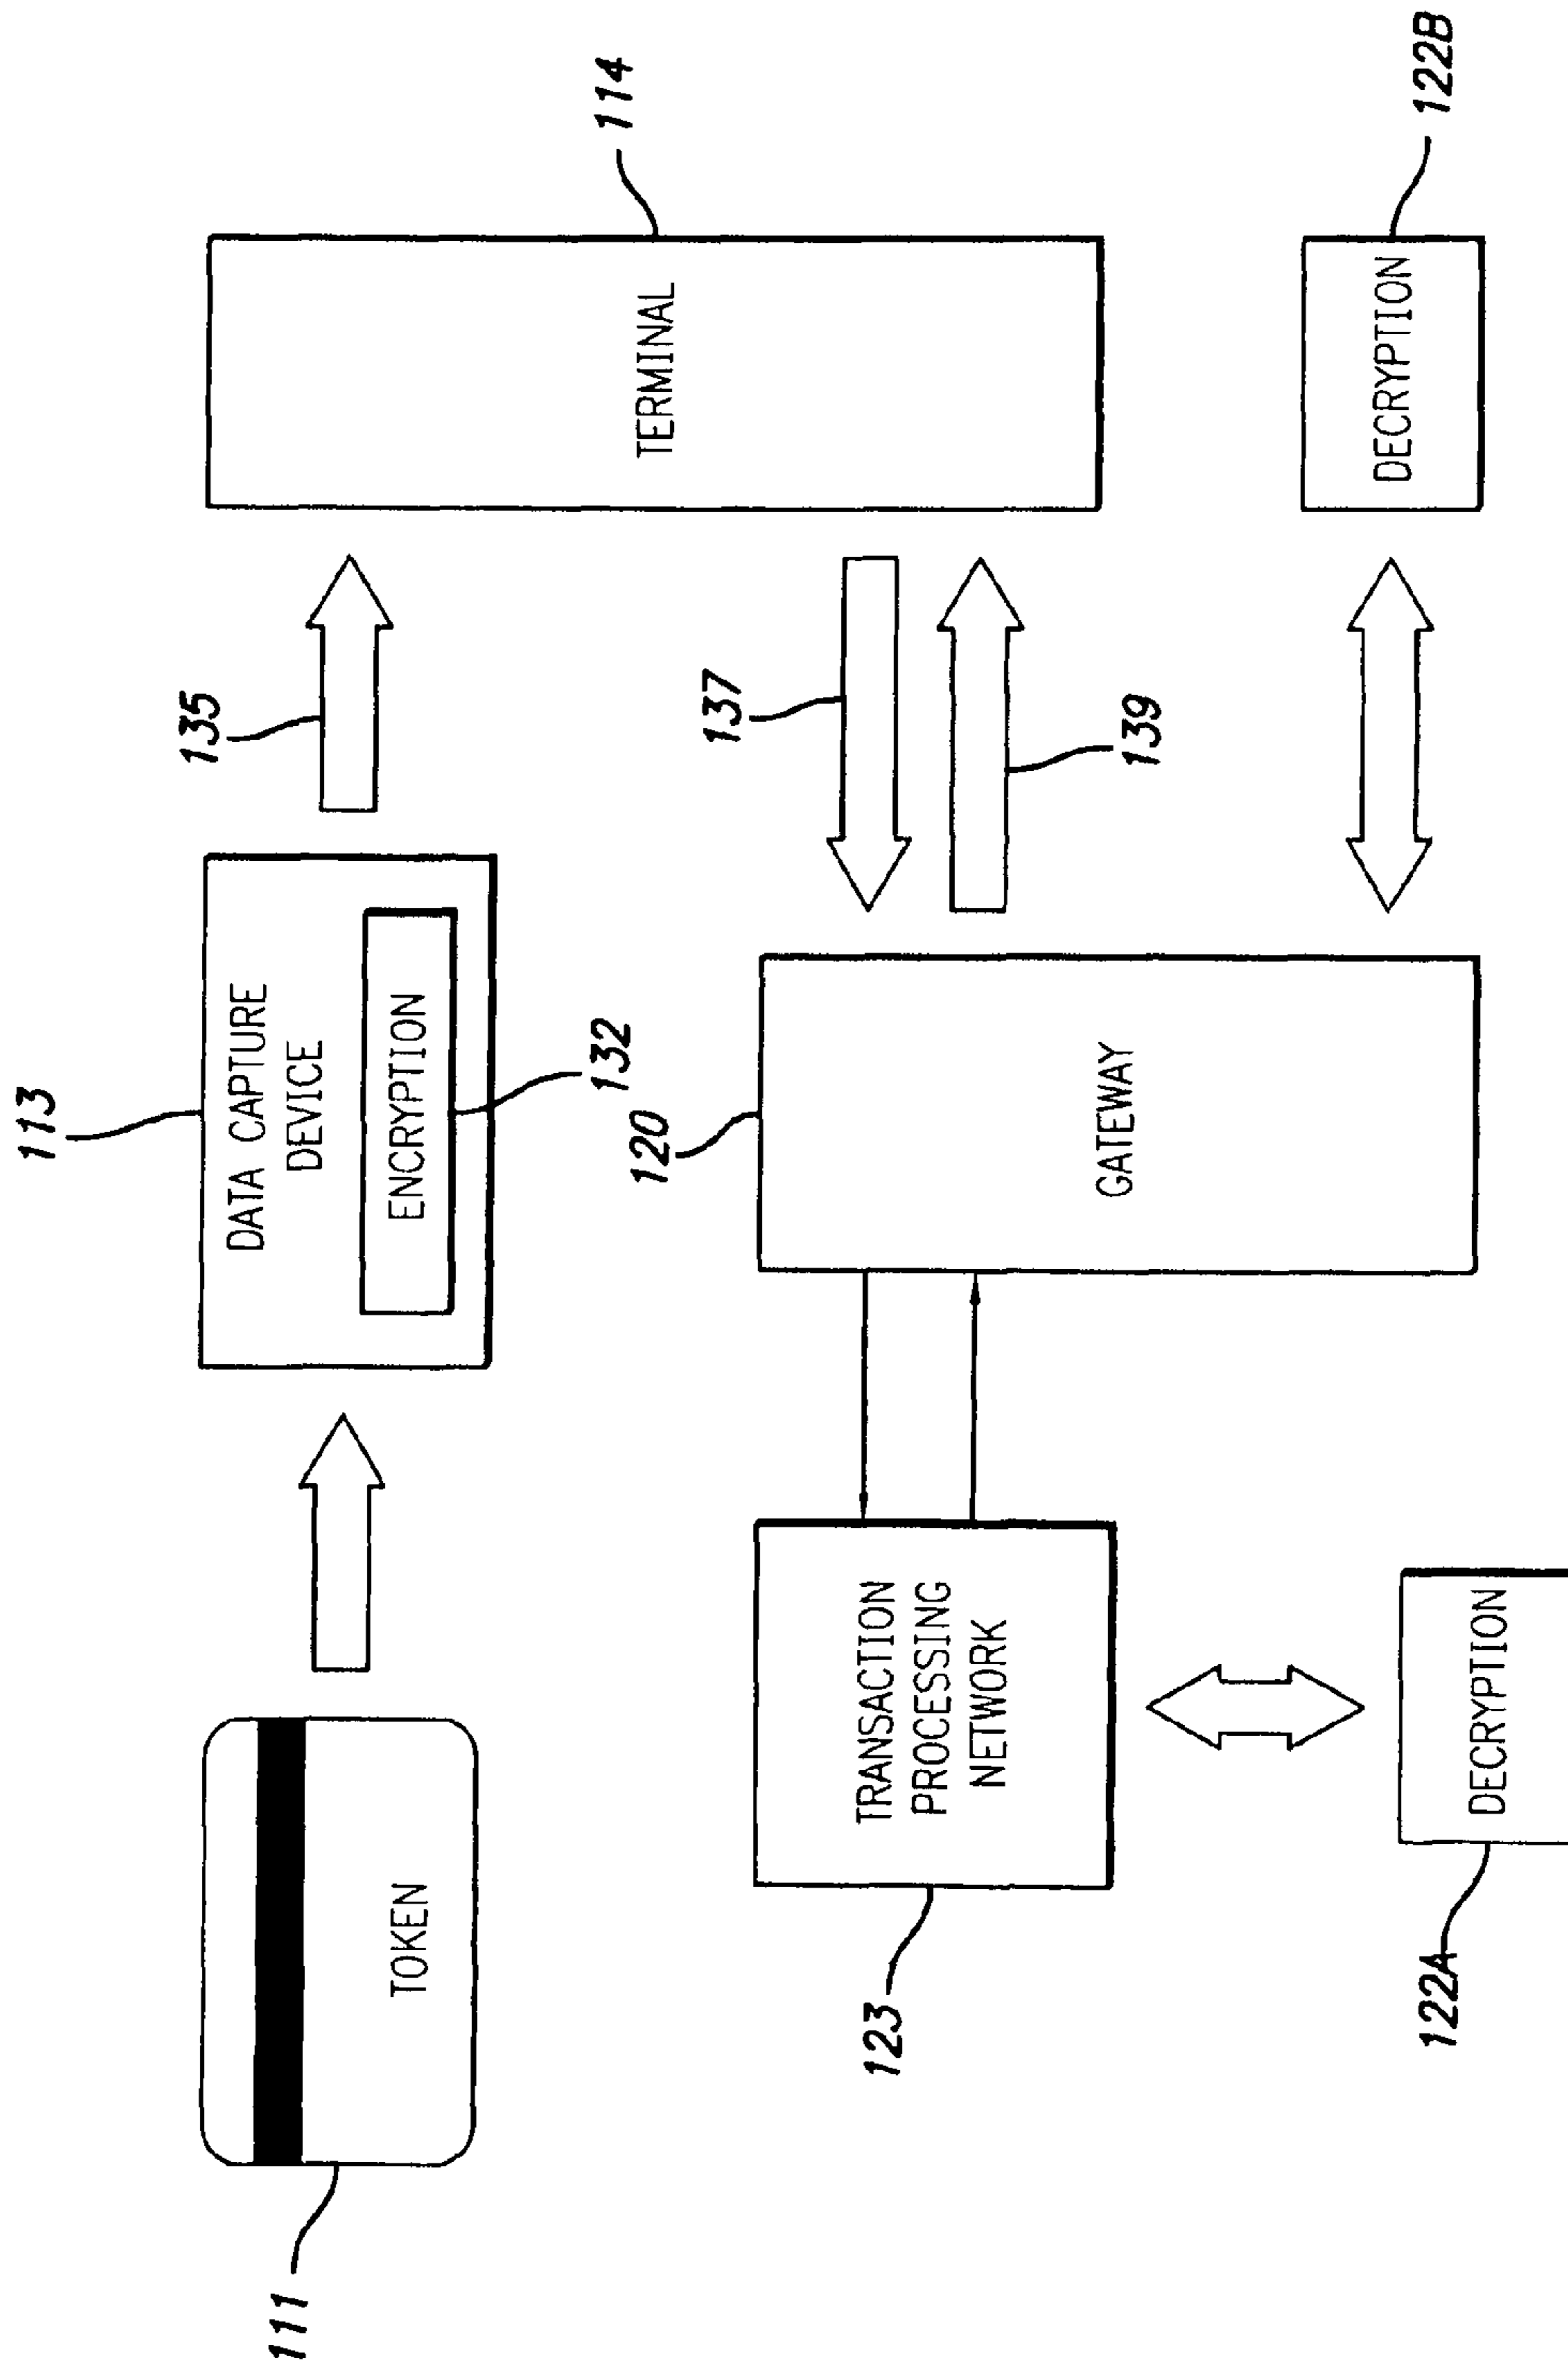 113
135
114
DATA CAPTURE
DEVICE
ENCRYPTION
TOKEN
TERMINAL
111
132
120
137
139
GATEWAY
TRANSACTION
PROCESSING
NETWORK
123
DECRYPTION
122B
DECRYPTION
122A